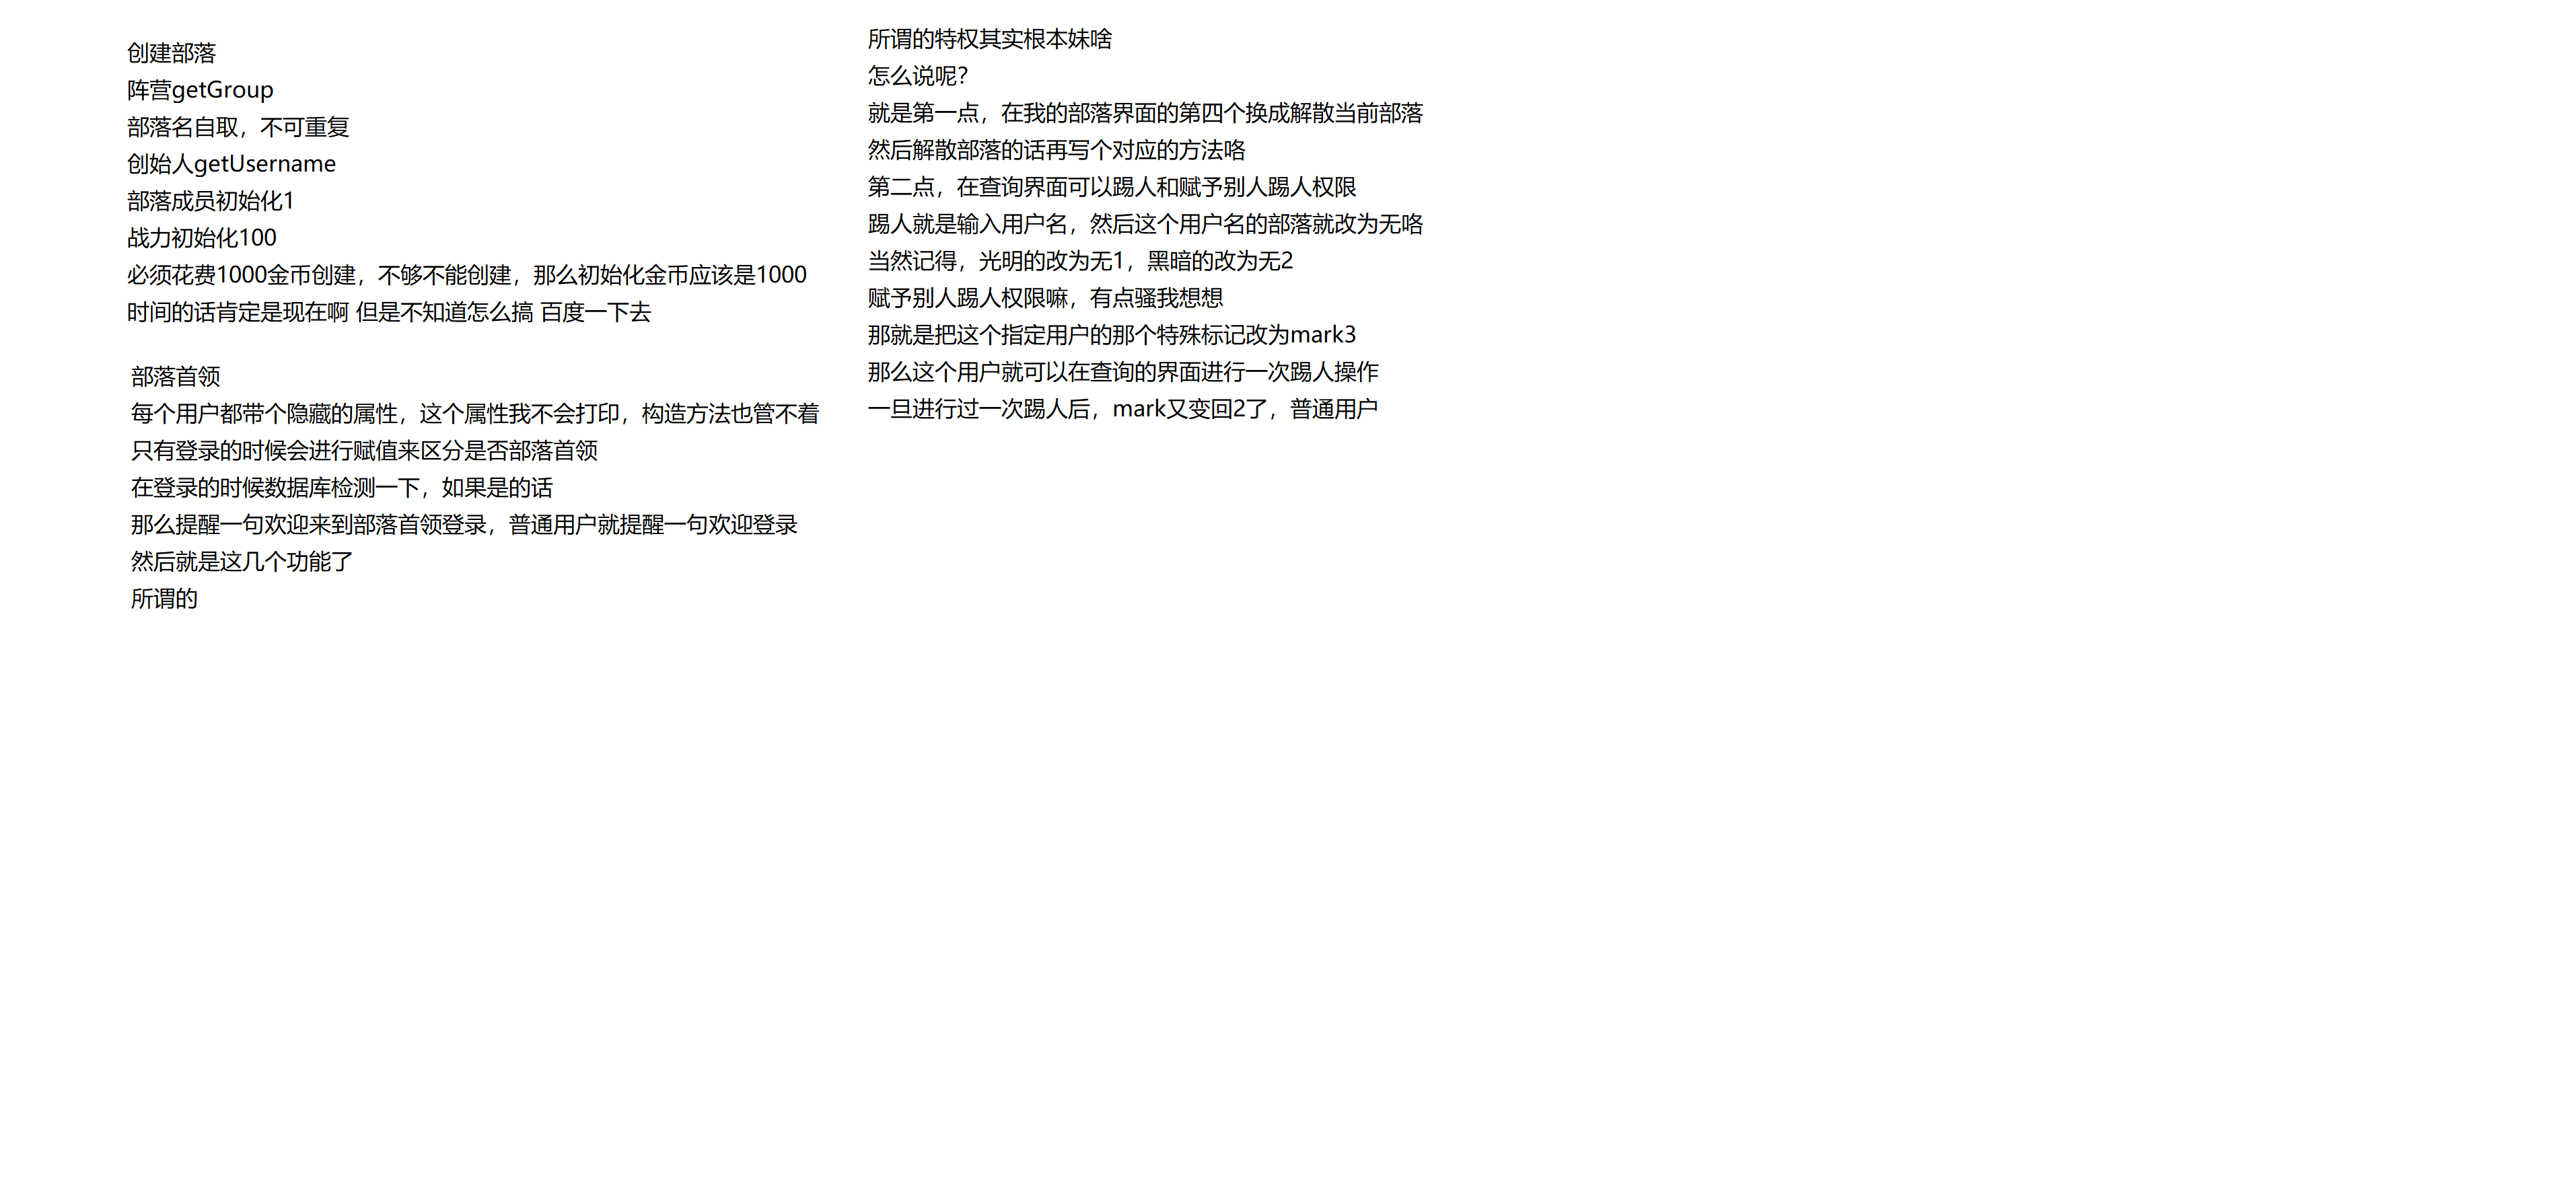 创建部落
阵营getGroup
部落名自取，不可重复
创始人getUsername
部落成员初始化1
战力初始化100
必须花费1000金币创建，不够不能创建，那么初始化金币应该是1000
时间的话肯定是现在啊 但是不知道怎么搞 百度一下去
部落首领
每个用户都带个隐藏的属性，这个属性我不会打印，构造方法也管不着
只有登录的时候会进行赋值来区分是否部落首领
在登录的时候数据库检测一下，如果是的话
那么提醒一句欢迎来到部落首领登录，普通用户就提醒一句欢迎登录
然后就是这几个功能了
所谓的
所谓的特权其实根本妹啥
怎么说呢？
就是第一点，在我的部落界面的第四个换成解散当前部落
然后解散部落的话再写个对应的方法咯
第二点，在查询界面可以踢人和赋予别人踢人权限
踢人就是输入用户名，然后这个用户名的部落就改为无咯
当然记得，光明的改为无1，黑暗的改为无2
赋予别人踢人权限嘛，有点骚我想想
那就是把这个指定用户的那个特殊标记改为mark3
那么这个用户就可以在查询的界面进行一次踢人操作
一旦进行过一次踢人后，mark又变回2了，普通用户